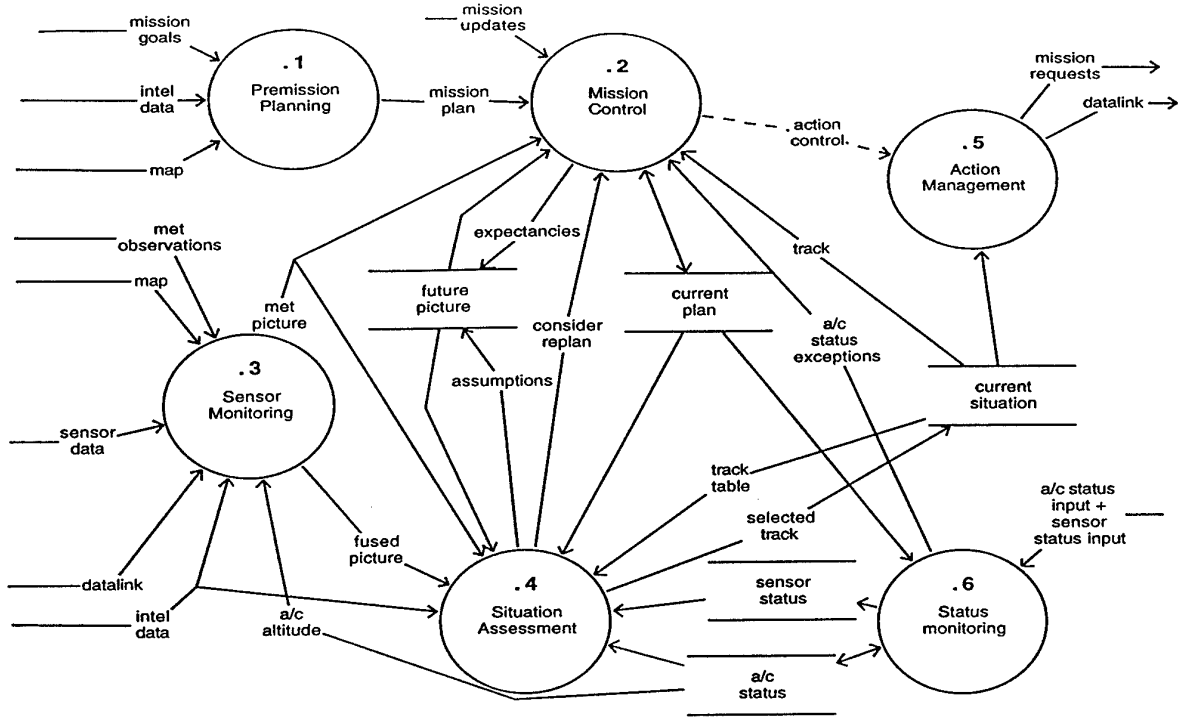 mission
goals
.1
Premission
Planning
intel
data
map
mission
plan
mission
updates
.2
Mission
Control
action
control
mission
requests
datalink
.5
Action
Management
met
observations
map
met
picture
.3
Sensor
Monitoring
sensor
data
datalink
intel
data
a/c
altitude
fused
picture
expectancies
future
picture
assumptions
consider
replan
current
plan
a/c
status
exceptions
track
current
situation
track
table
selected
track
a/c status
input +
sensor
status input
.4
Situation
Assessment
sensor
status
a/c
status
.6
Status
monitoring